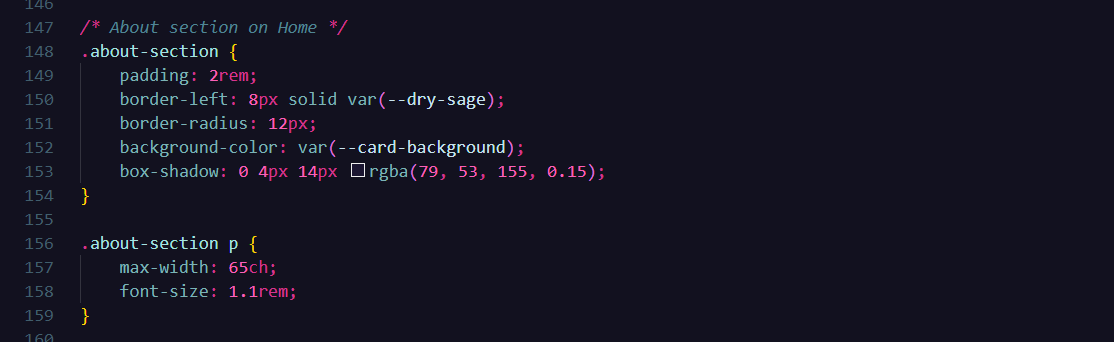 146
147 /* About section on Home */
148 .about-section {
149 padding: 2rem;
150 border-left: 8px solid var(--dry-sage);
151 border-radius: 12px;
152 background-color: var(--card-background);
153 box-shadow: 0 4px 14px rgba(79, 53, 155, 0.15);
154 }
155
156 .about-section p {
157 max-width: 65ch;
158 font-size: 1.1rem;
159 }
160